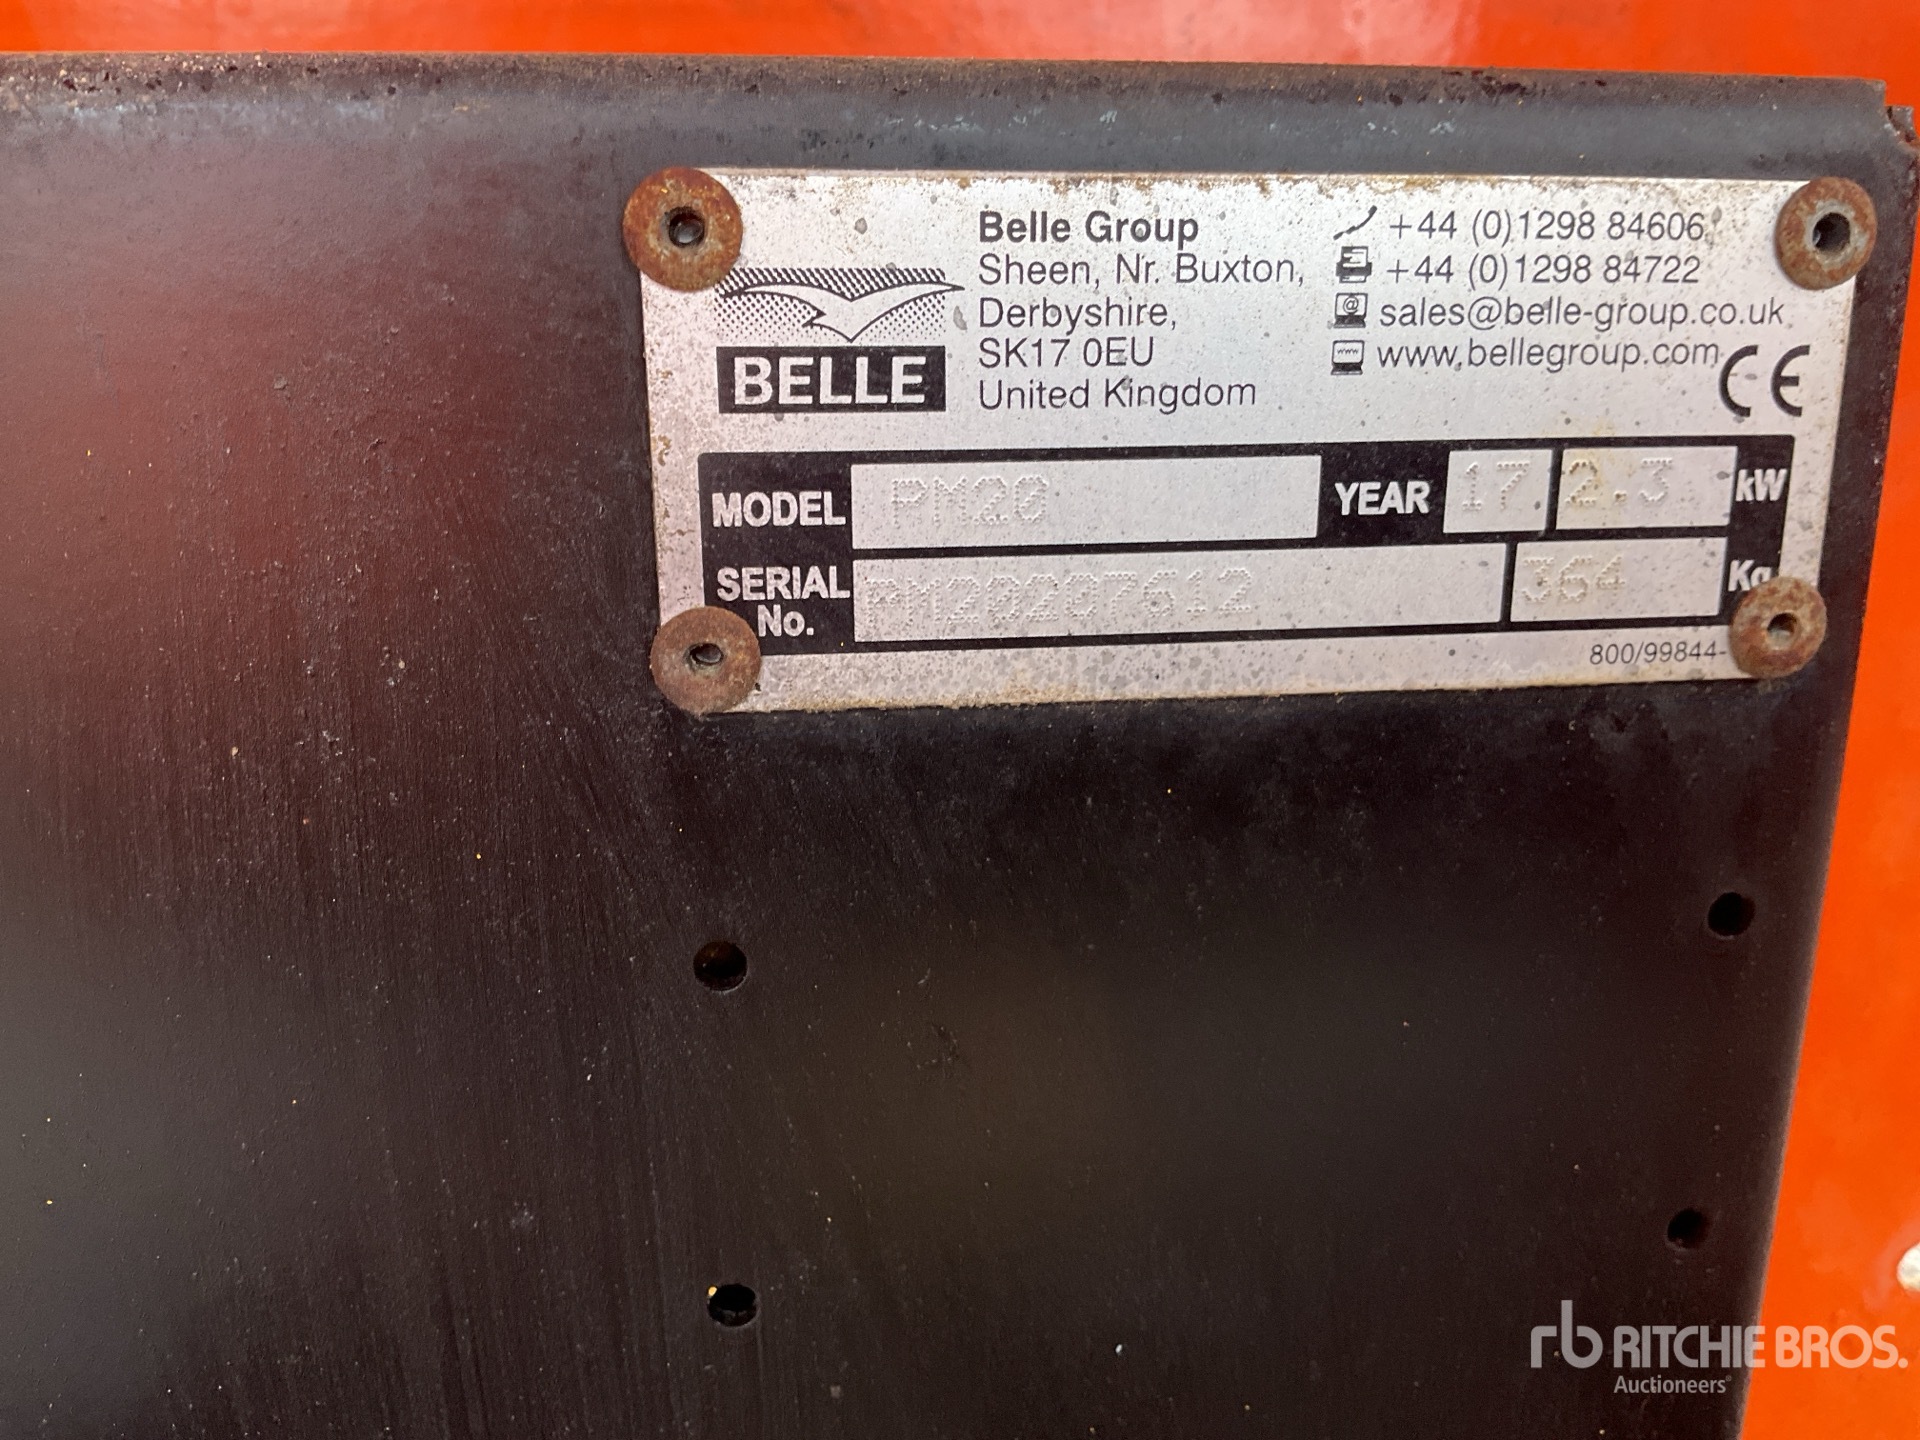 Belle Group
Sheen, Nr. Buxton,
Derbyshire,
SK17 0EU
United Kingdom
+44 (0)1298 84606
+44 (0)1298 84722
sales@belle-group.co.uk
www.bellegroup.com
CE
BELLE
MODEL PM20 YEAR 17 2.3 kW
SERIAL No. PM20207612 364 Kg
800/99844-
rb RITCHIE BROS.
Auctioneers